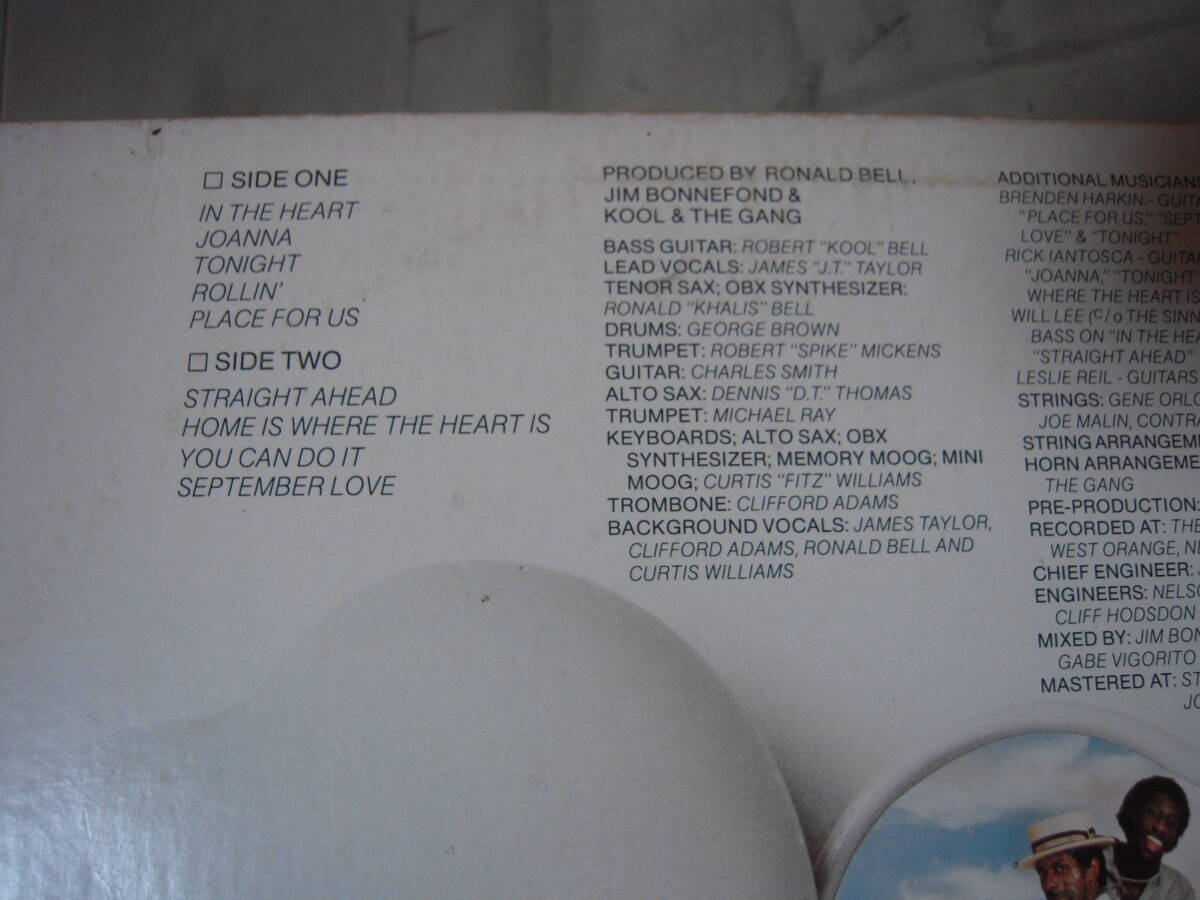 ☐ SIDE ONE
IN THE HEART
JOANNA
TONIGHT
ROLLIN'
PLACE FOR US
☐ SIDE TWO
STRAIGHT AHEAD
HOME IS WHERE THE HEART IS
YOU CAN DO IT
SEPTEMBER LOVE
PRODUCED BY RONALD BELL,
JIM BONNEFOND &
KOOL & THE GANG
BASS GUITAR: ROBERT "KOOL" BELL
LEAD VOCALS: JAMES "J.T." TAYLOR
TENOR SAX; OBX SYNTHESIZER:
RONALD "KHALIS" BELL
DRUMS: GEORGE BROWN
TRUMPET: ROBERT "SPIKE" MICKENS
GUITAR: CHARLES SMITH
ALTO SAX: DENNIS "D.T." THOMAS
TRUMPET: MICHAEL RAY
KEYBOARDS; ALTO SAX; OBX
SYNTHESIZER; MEMORY MOOG; MINI
MOOG; CURTIS "FITZ" WILLIAMS
TROMBONE: CLIFFORD ADAMS
BACKGROUND VOCALS: JAMES TAYLOR,
CLIFFORD ADAMS, RONALD BELL AND
CURTIS WILLIAMS
ADDITIONAL MUSICIANS
BRENDEN HARKIN - GUITA
"PLACE FOR US," "SEPT
LOVE" & "TONIGHT"
RICK IANTOSCA - GUITAR
"JOANNA," "TONIGHT"
WHERE THE HEART IS
WILL LEE (c/o THE SINN
BASS ON "IN THE HEA
"STRAIGHT AHEAD"
LESLIE REIL - GUITARS
STRINGS: GENE ORLO
JOE MALIN, CONTRA
STRING ARRANGEM
HORN ARRANGEME
THE GANG
PRE-PRODUCTION:
RECORDED AT: THE
WEST ORANGE, NE
CHIEF ENGINEER: J
ENGINEERS: NELSO
CLIFF HODSDON
MIXED BY: JIM BON
GABE VIGORITO
MASTERED AT: ST
JO